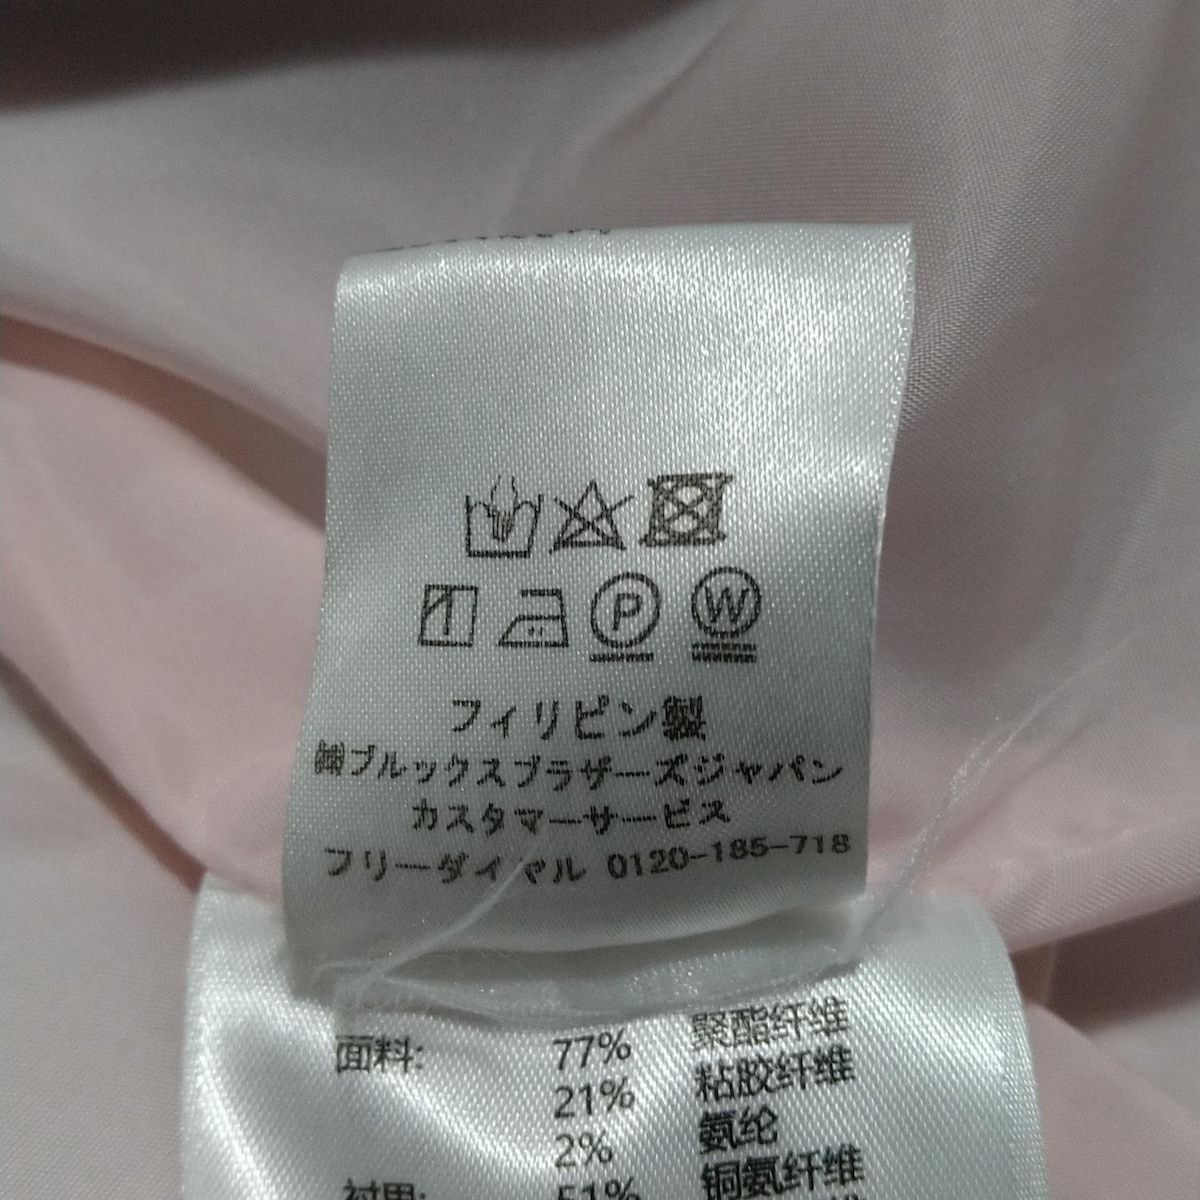 P W
フィリピン製
㈱ブルックスブラザーズジャパン
カスタマーサービス
フリーダイヤル 0120-185-718
面料: 77% 聚酯纤维
21% 粘胶纤维
2% 氨纶
衬里: 51% 铜氨纤维